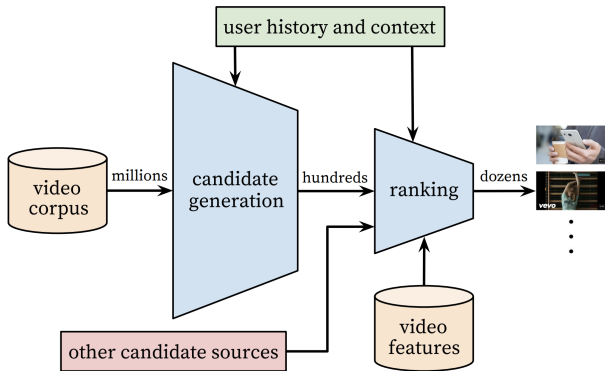 user history and context
millions
video
corpus
candidate
generation
hundreds
ranking
dozens
vevo
other candidate sources
video
features